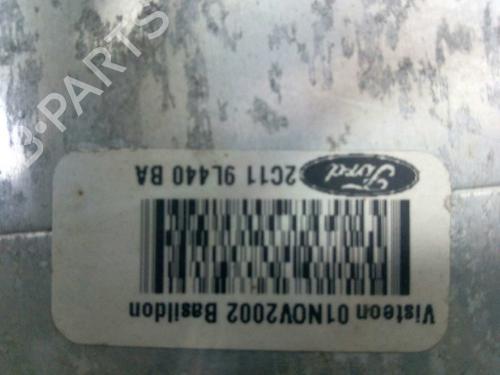 Visteon 01NOV2002 Basildon
Ford 2C11 9L440 BA
B-PARTS